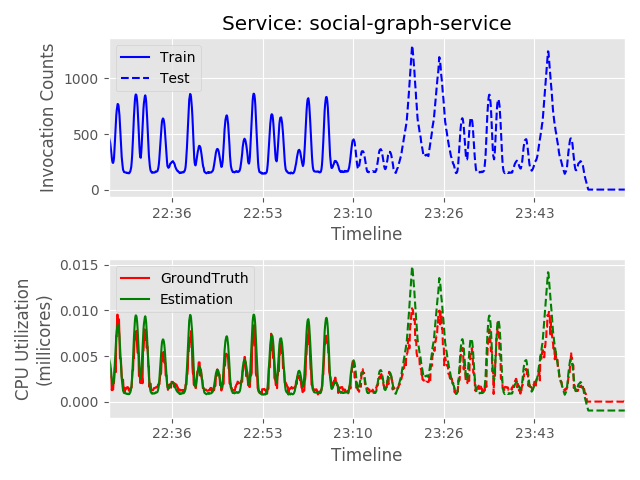 Service: social-graph-service
Invocation Counts
1000
500
0
Train
Test
22:36 22:53 23:10 23:26 23:43
Timeline
CPU Utilization
(millicores)
0.015
0.010
0.005
0.000
GroundTruth
Estimation
22:36 22:53 23:10 23:26 23:43
Timeline